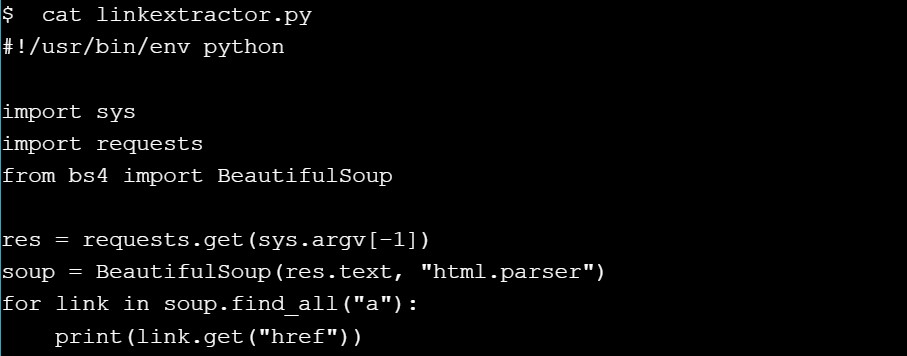 $  cat linkextractor.py
#!/usr/bin/env python

import sys
import requests
from bs4 import BeautifulSoup

res = requests.get(sys.argv[-1])
soup = BeautifulSoup(res.text, "html.parser")
for link in soup.find_all("a"):
    print(link.get("href"))